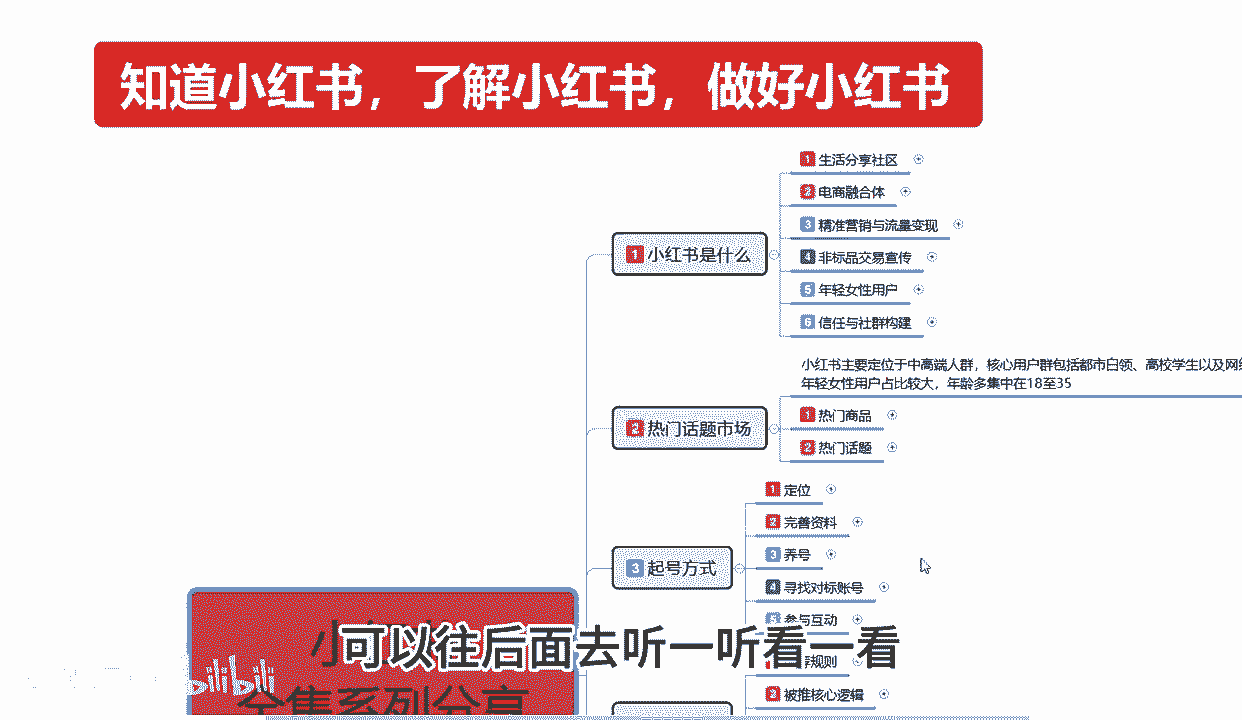 知道小红书，了解小红书，做好小红书
1 小红书是什么
1 生活分享社区
2 电商融合体
3 精准营销与流量变现
4 非标品交易宣传
5 年轻女性用户
6 信任与社群构建
2 热门话题市场
小红书主要定位于中高端人群，核心用户群包括都市白领、高校学生以及网
年轻女性用户占比较大，年龄多集中在18至35
1 热门商品
2 热门话题
3 起号方式
1 定位
2 完善资料
3 养号
4 寻找对标账号
5 参与互动
规则
2 被推核心逻辑
可以往后面去听一听看一看
bilibili
分集系列分享